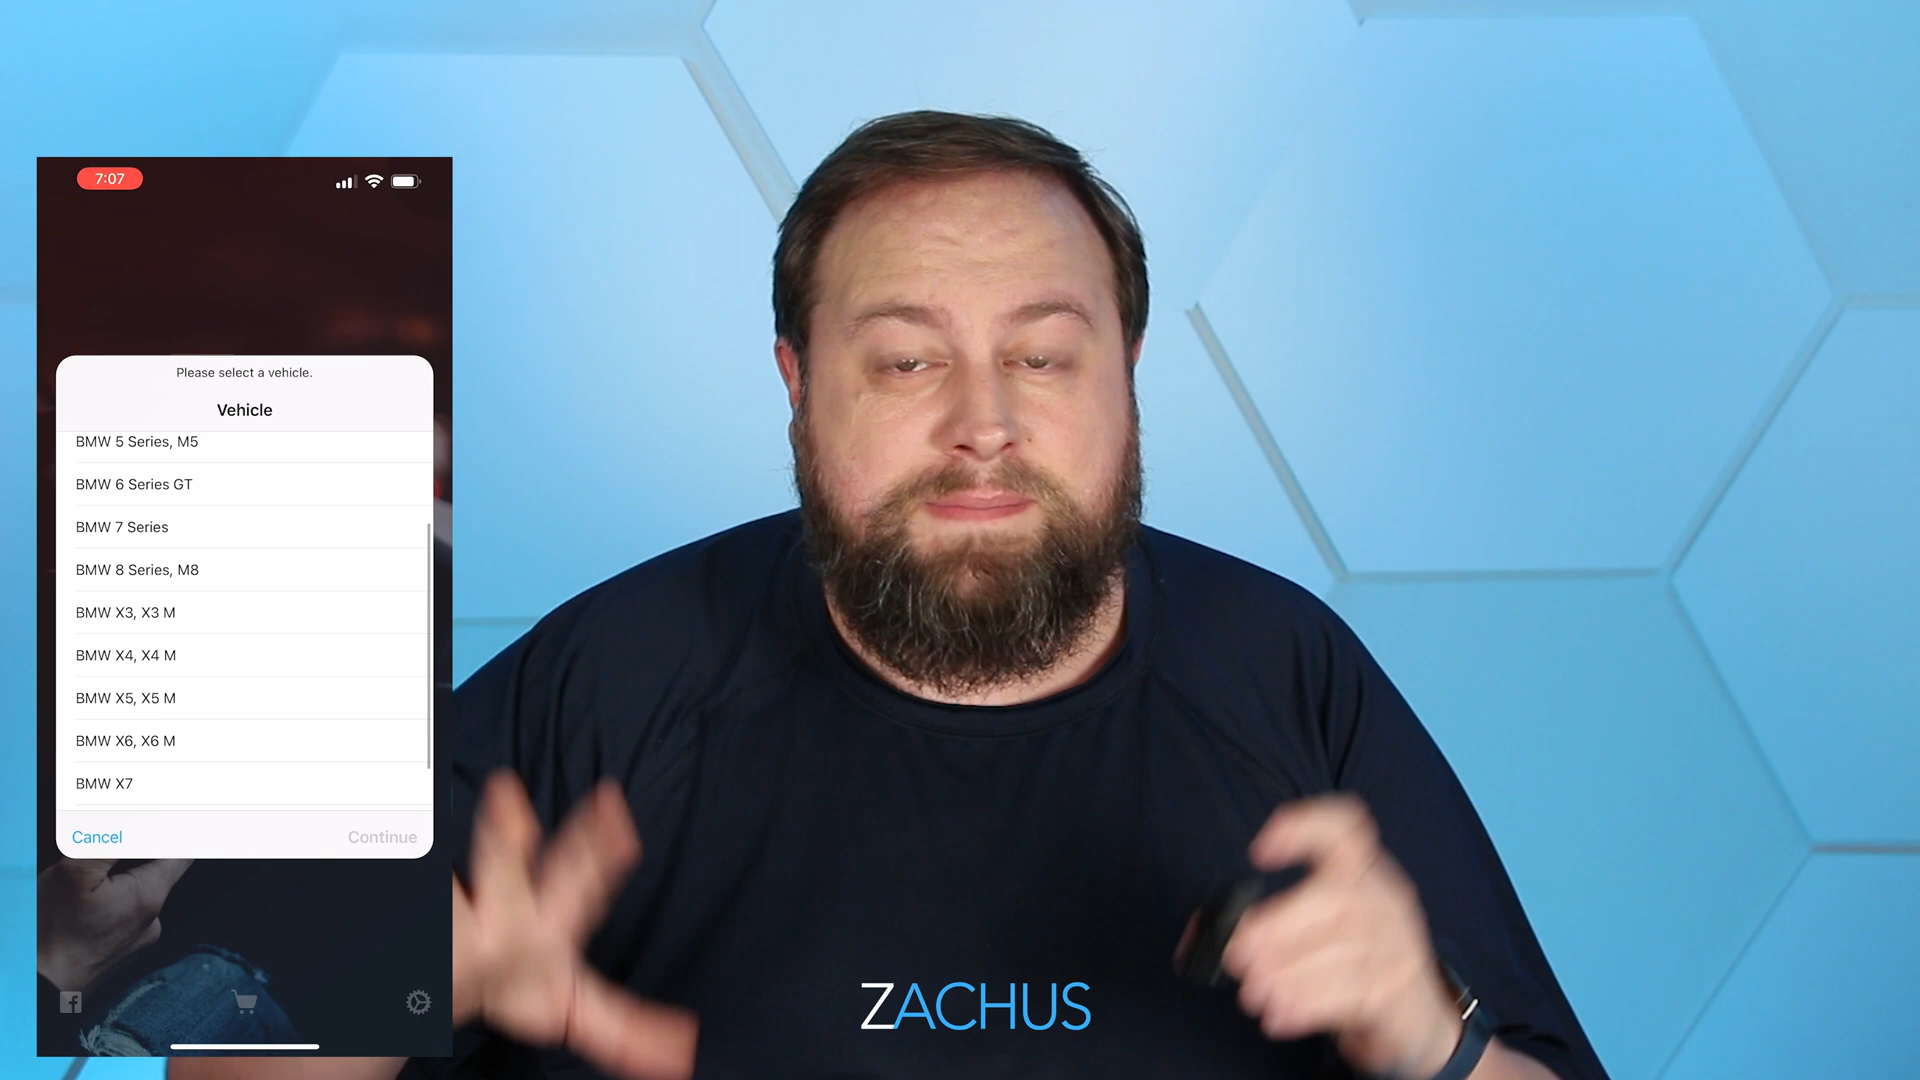 7:07
Please select a vehicle.
Vehicle
BMW 5 Series, M5
BMW 6 Series GT
BMW 7 Series
BMW 8 Series, M8
BMW X3, X3 M
BMW X4, X4 M
BMW X5, X5 M
BMW X6, X6 M
BMW X7
Cancel
Continue
ZACHUS